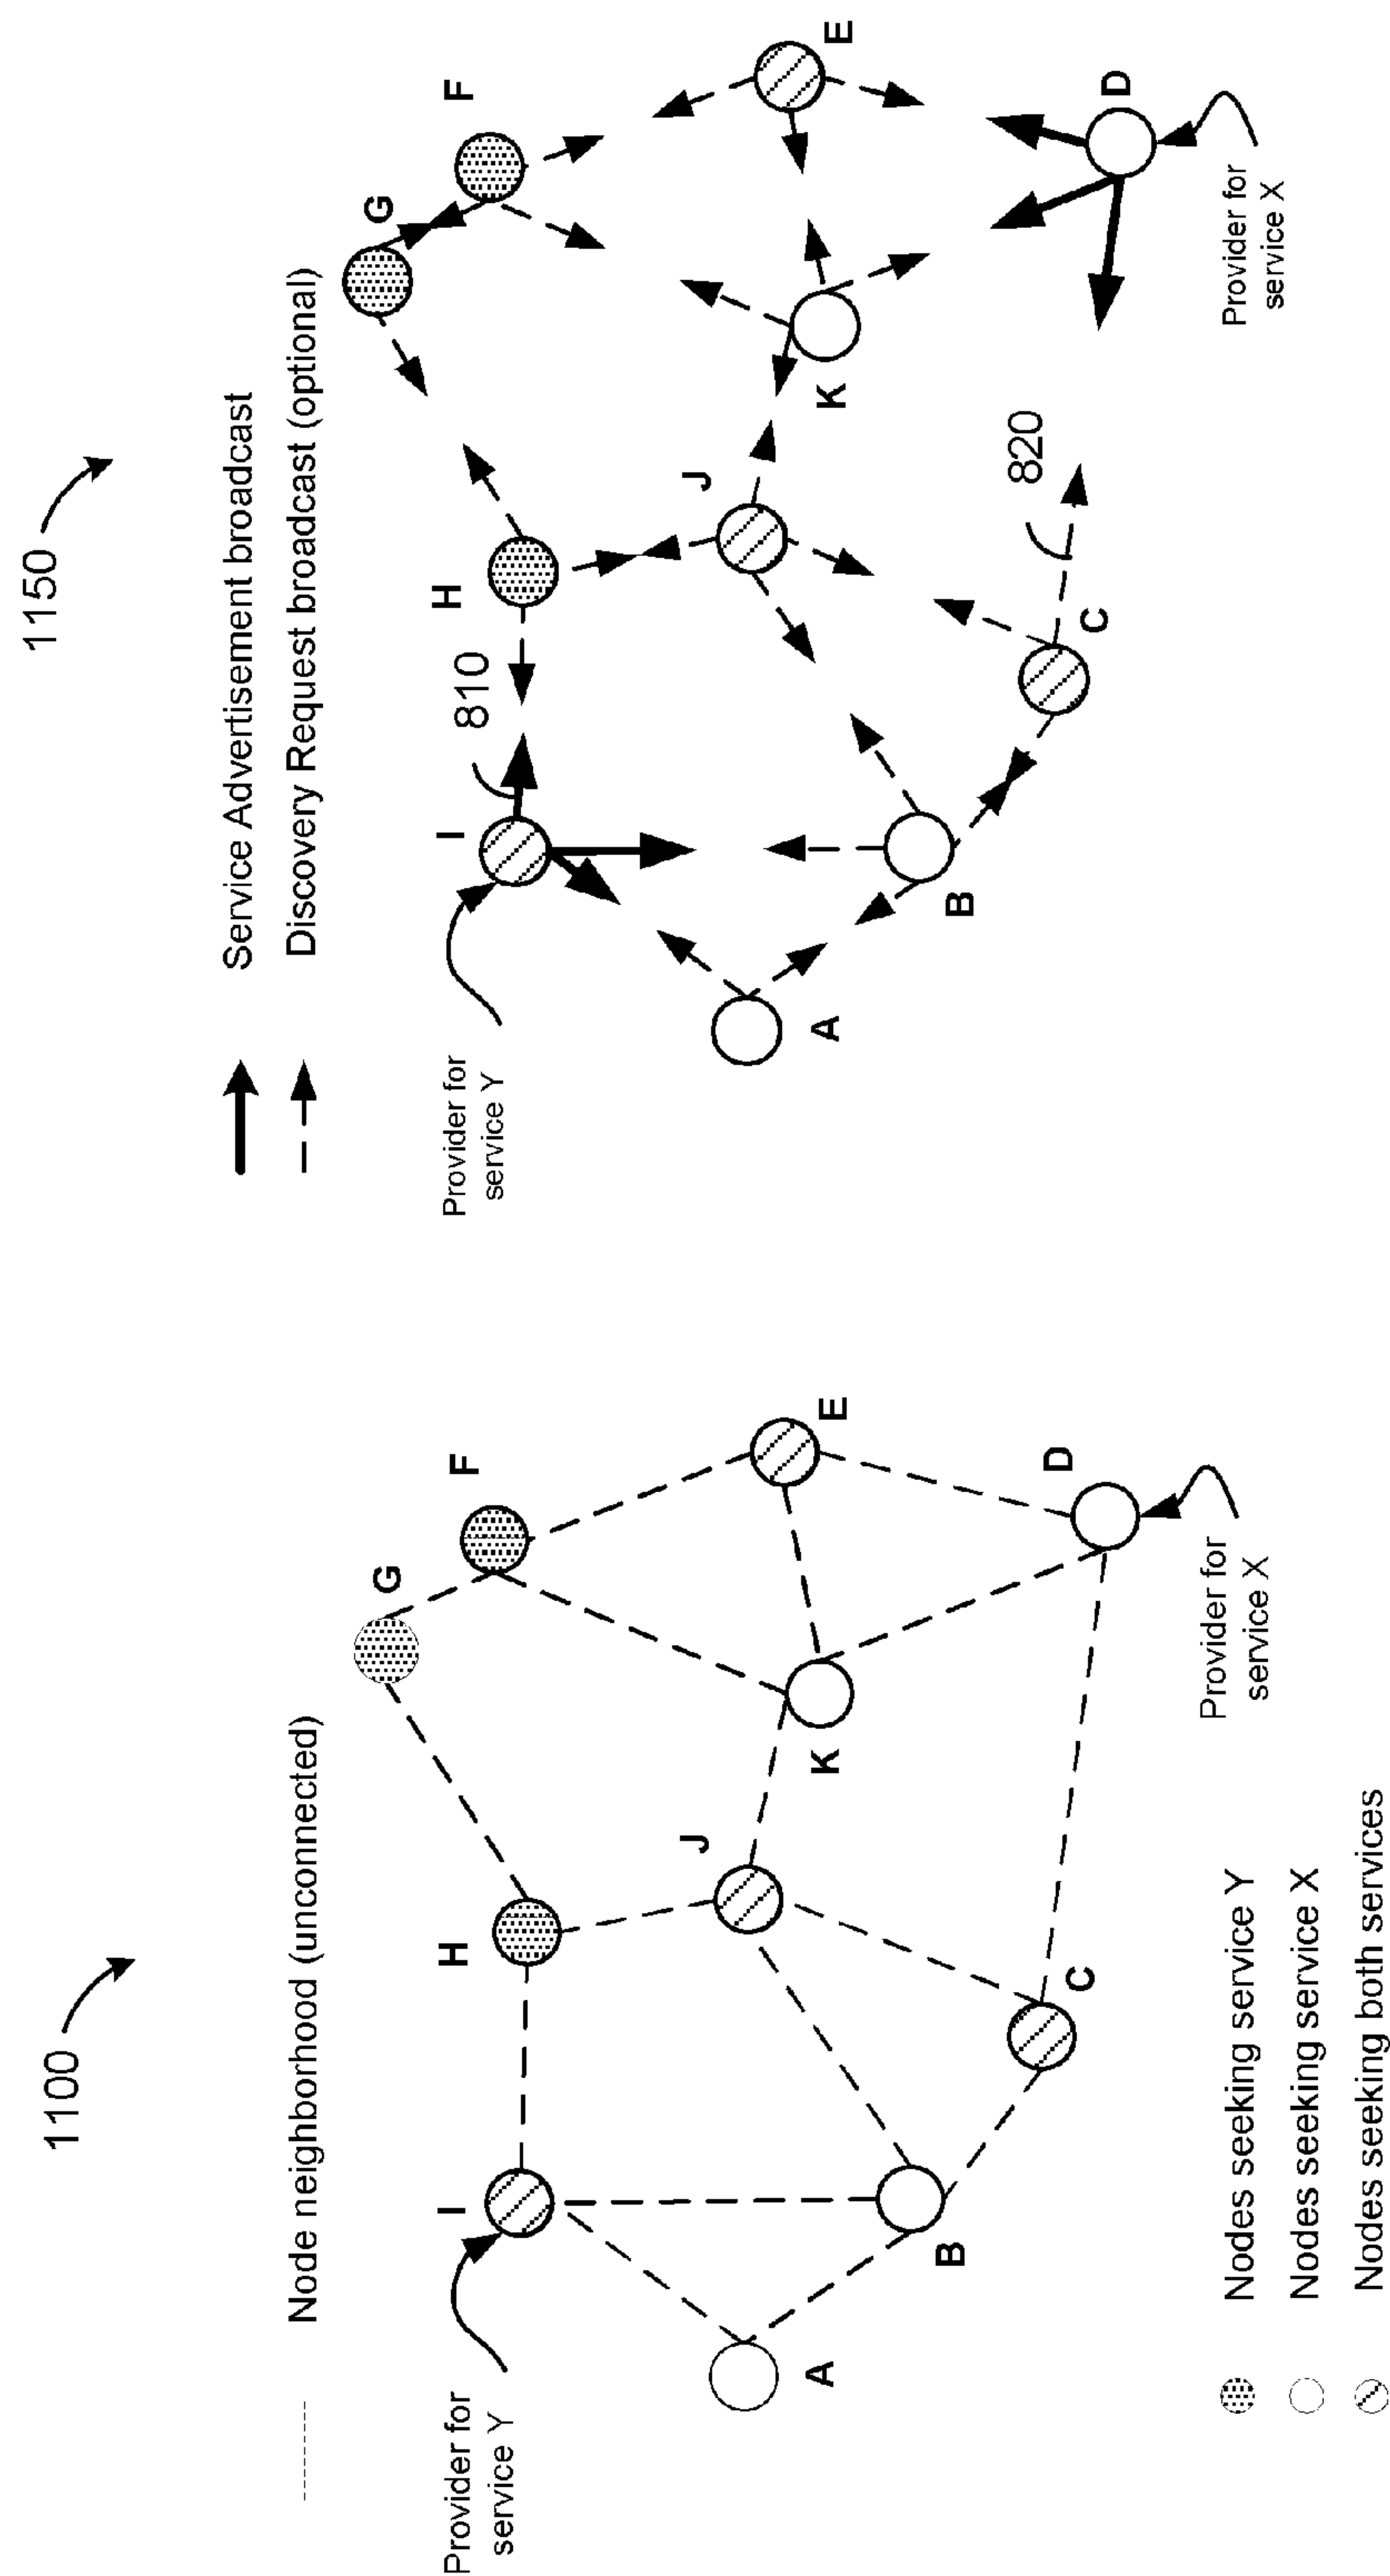 1100
Node neighborhood (unconnected)
Provider for
service Y
I
H
G
F
A
J
K
E
B
C
D
Provider for
service X
Nodes seeking service Y
Nodes seeking service X
Nodes seeking both services
1150
Service Advertisement broadcast
Discovery Request broadcast (optional)
Provider for
service Y
I
810
H
G
F
A
J
K
E
B
C
820
D
Provider for
service X